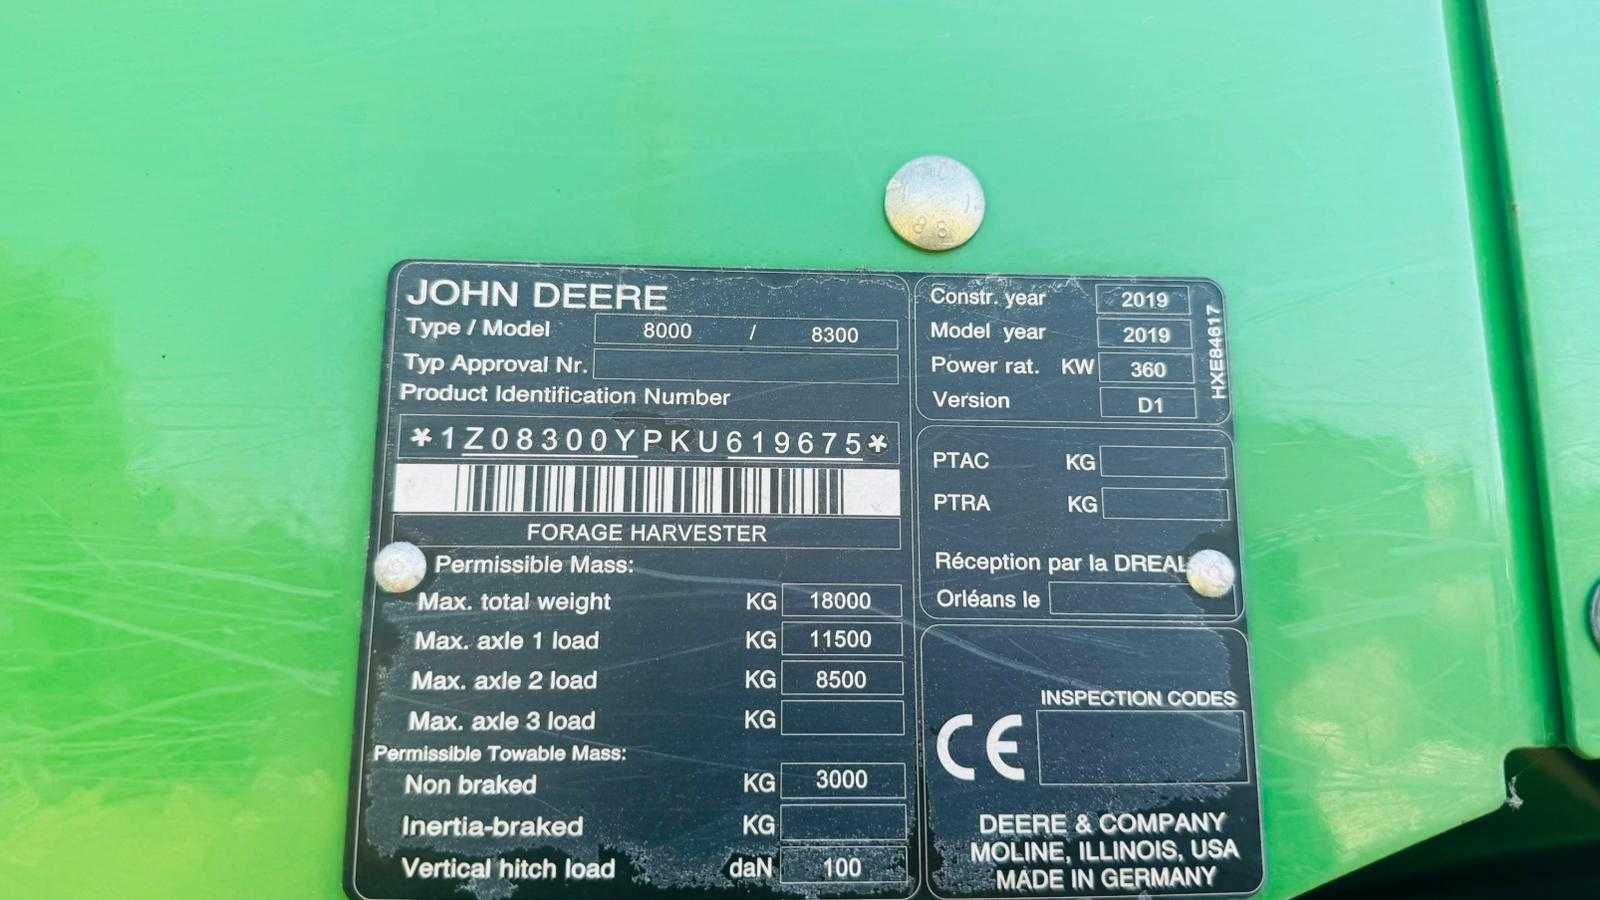 JOHN DEERE
Type / Model 8000 / 8300
Typ Approval Nr.
Product Identification Number
*1Z08300YPKU619675*
FORAGE HARVESTER
Permissible Mass:
Max. total weight KG 18000
Max. axle 1 load KG 11500
Max. axle 2 load KG 8500
Max. axle 3 load KG
Permissible Towable Mass:
Non braked KG 3000
Inertia-braked KG
Vertical hitch load daN 100
Constr. year 2019
Model year 2019
Power rat. KW 360
Version D1
HXE84617
PTAC KG
PTRA KG
Réception par la DREAL
Orléans le
INSPECTION CODES
CE
DEERE & COMPANY
MOLINE, ILLINOIS, USA
MADE IN GERMANY
8 8